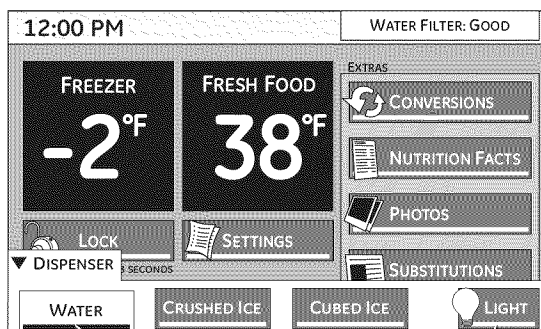 12:00 PM
WATER FILTER: GOOD
FREEZER
-2°F
FRESH FOOD
38°F
EXTRAS
CONVERSIONS
NUTRITION FACTS
PHOTOS
SUBSTITUTIONS
LOCK
SETTINGS
▼ DISPENSER
SECONDS
WATER
CRUSHED ICE
CUBED ICE
LIGHT